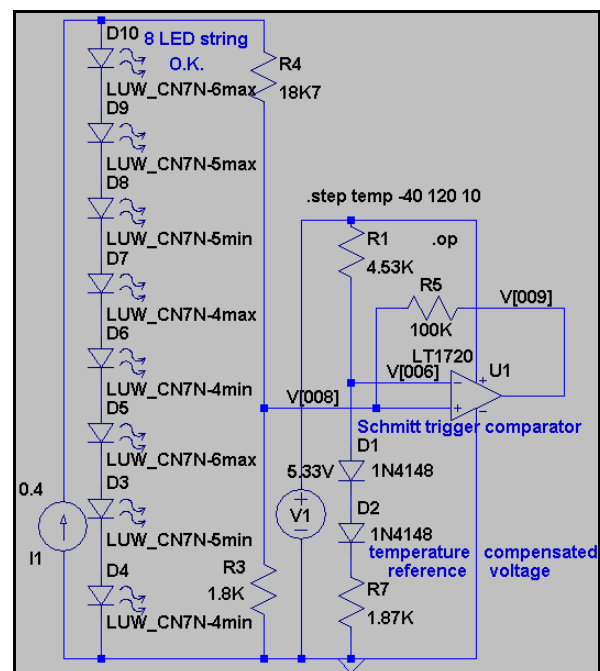 D10
8 LED string
O.K.
R4
18K7
LUW_CN7N-6max
D9
LUW_CN7N-5max
D8
LUW_CN7N-5min
D7
LUW_CN7N-4max
D6
LUW_CN7N-4min
D5
LUW_CN7N-6max
D3
LUW_CN7N-5min
D4
LUW_CN7N-4min
0.4
I1
.step temp -40 120 10
R1
4.53K
.op
R5
100K
V[009]
LT1720
U1
V[006]
V[008]
Schmitt trigger comparator
D1
1N4148
5.33V
V1
D2
1N4148
temperature compensated
reference voltage
R3
1.8K
R7
1.87K